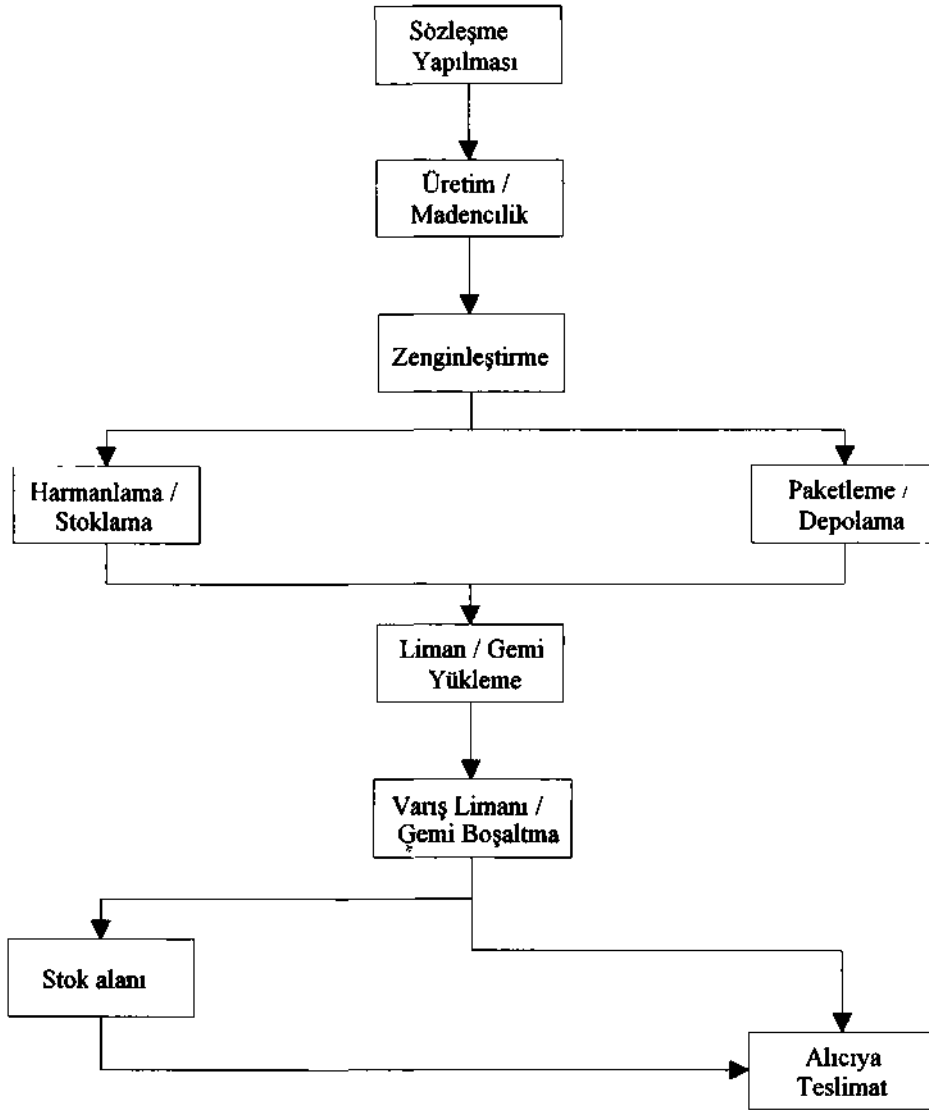 Sözleşme
Yapılması
Üretim /
Madencılik
Zenginleştirme
Harmanlama /
Stoklama
Paketleme /
Depolama
Liman / Gemi
Yükleme
Varış Limanı /
Gemi Boşaltma
Stok alanı
Alıcıya
Teslimat